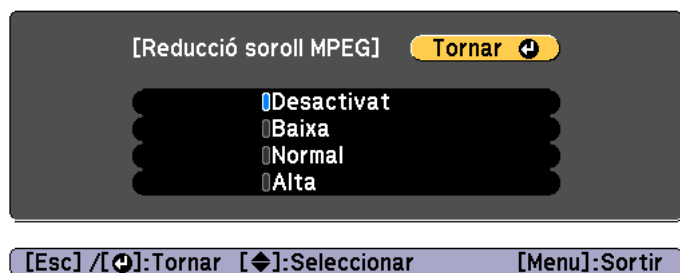 [Reducció soroll MPEG] Tornar
Desactivat
Baixa
Normal
Alta
[Esc] /[ ]:Tornar [ ]:Seleccionar [Menu]:Sortir